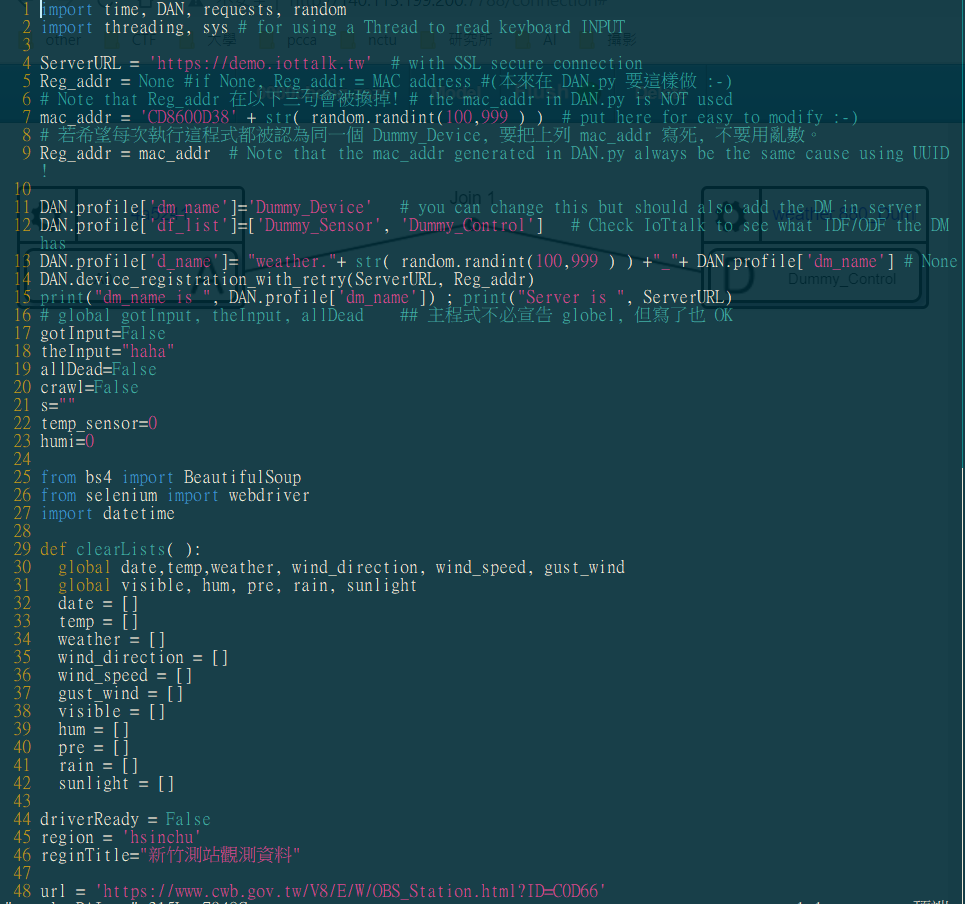 1 import time, DAN, requests, random
2 import threading, sys # for using a Thread to read keyboard INPUT
3
4 ServerURL = 'https://demo.iottalk.tw'  # with SSL secure connection
5 Reg_addr = None #if None, Reg_addr = MAC address #(本來在 DAN.py 要這樣做 :-)
6 # Note that Reg_addr 在以下三句會被換掉! # the mac_addr in DAN.py is NOT used
7 mac_addr = 'CD8600D38' + str( random.randint(100,999 ) )  # put here for easy to modify :-)
8 # 若希望每次執行這程式都被認為同一個 Dummy_Device, 要把上列 mac_addr 寫死, 不要用亂數。
9 Reg_addr = mac_addr  # Note that the mac_addr generated in DAN.py always be the same cause using UUID
!
10
11 DAN.profile['dm_name']='Dummy_Device'   # you can change this but should also add the DM in server
12 DAN.profile['df_list']=['Dummy_Sensor', 'Dummy_Control']   # Check IoTtalk to see what IDF/ODF the DM
has
13 DAN.profile['d_name']= "weather."+ str( random.randint(100,999 ) ) +"_"+ DAN.profile['dm_name'] # None
14 DAN.device_registration_with_retry(ServerURL, Reg_addr)
15 print("dm_name is ", DAN.profile['dm_name']) ; print("Server is ", ServerURL)
16 # global gotInput, theInput, allDead    ## 主程式不必宣告 globel, 但寫了也 OK
17 gotInput=False
18 theInput="haha"
19 allDead=False
20 crawl=False
21 s=""
22 temp_sensor=0
23 humi=0
24
25 from bs4 import BeautifulSoup
26 from selenium import webdriver
27 import datetime
28
29 def clearLists( ):
30   global date,temp,weather, wind_direction, wind_speed, gust_wind
31   global visible, hum, pre, rain, sunlight
32   date = []
33   temp = []
34   weather = []
35   wind_direction = []
36   wind_speed = []
37   gust_wind = []
38   visible = []
39   hum = []
40   pre = []
41   rain = []
42   sunlight = []
43
44 driverReady = False
45 region = 'hsinchu'
46 reginTitle="新竹測站觀測資料"
47
48 url = 'https://www.cwb.gov.tw/V8/E/W/OBS_Station.html?ID=C0D66'
other CTF 大學 pcca nctu 研究所 AI 攝影
Join 1
Dummy_Control